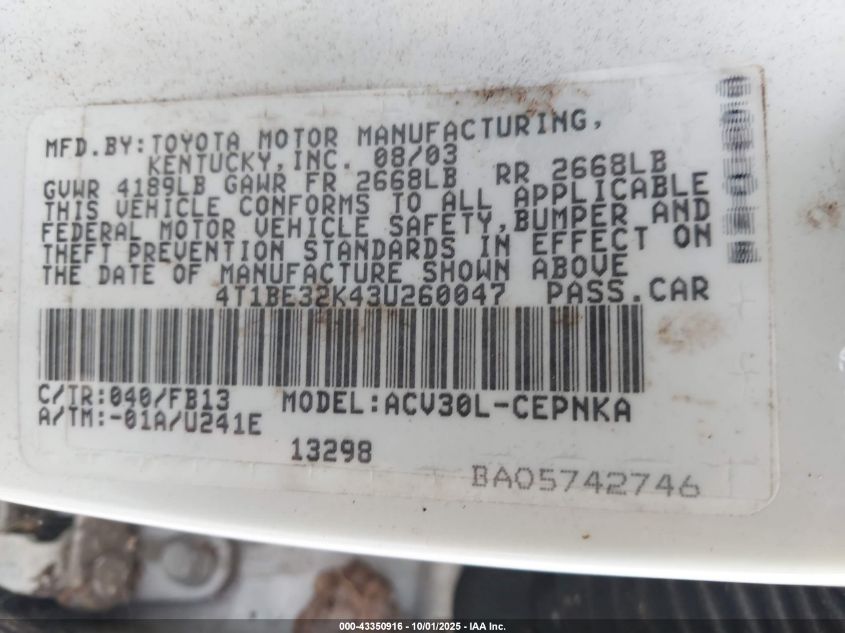 MFD.BY:TOYOTA MOTOR MANUFACTURING,
KENTUCKY,INC. 08/03
GVWR 4189LB GAWR FR 2668LB RR 2668LB
THIS VEHICLE CONFORMS TO ALL APPLICABLE
FEDERAL MOTOR VEHICLE SAFETY,BUMPER AND
THEFT PREVENTION STANDARDS IN EFFECT ON
THE DATE OF MANUFACTURE SHOWN ABOVE
4T1BE32K43U260047 PASS.CAR
C/TR:040/FB13 MODEL:ACV30L-CEPNKA
A/TM:-01A/U241E
13298
BA05742746
000-43350916 - 10/01/2025 - IAA Inc.